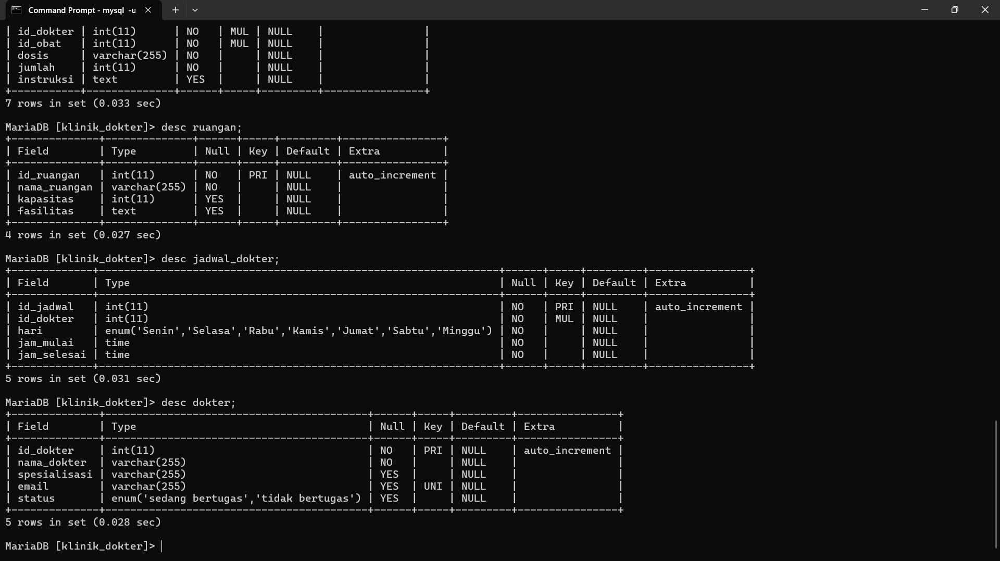 Command Prompt - mysql -u
| id_dokter | int(11)      | NO   | MUL | NULL    |                |
| id_obat   | int(11)      | NO   | MUL | NULL    |                |
| dosis     | varchar(255) | NO   |     | NULL    |                |
| jumlah    | int(11)      | NO   |     | NULL    |                |
| instruksi | text         | YES  |     | NULL    |                |
+-----------+--------------+------+-----+---------+----------------+
7 rows in set (0.033 sec)
MariaDB [klinik_dokter]> desc ruangan;
+--------------+--------------+------+-----+---------+----------------+
| Field        | Type         | Null | Key | Default | Extra          |
+--------------+--------------+------+-----+---------+----------------+
| id_ruangan   | int(11)      | NO   | PRI | NULL    | auto_increment |
| nama_ruangan | varchar(255) | NO   |     | NULL    |                |
| kapasitas    | int(11)      | YES  |     | NULL    |                |
| fasilitas    | text         | YES  |     | NULL    |                |
+--------------+--------------+------+-----+---------+----------------+
4 rows in set (0.027 sec)
MariaDB [klinik_dokter]> desc jadwal_dokter;
+-------------+----------------------------------------------------------------+------+-----+---------+----------------+
| Field       | Type                                                           | Null | Key | Default | Extra          |
+-------------+----------------------------------------------------------------+------+-----+---------+----------------+
| id_jadwal   | int(11)                                                        | NO   | PRI | NULL    | auto_increment |
| id_dokter   | int(11)                                                        | NO   | MUL | NULL    |                |
| hari        | enum('Senin','Selasa','Rabu','Kamis','Jumat','Sabtu','Minggu') | NO   |     | NULL    |                |
| jam_mulai   | time                                                           | NO   |     | NULL    |                |
| jam_selesai | time                                                           | NO   |     | NULL    |                |
+-------------+----------------------------------------------------------------+------+-----+---------+----------------+
5 rows in set (0.031 sec)
MariaDB [klinik_dokter]> desc dokter;
+--------------+------------------------------------------+------+-----+---------+----------------+
| Field        | Type                                     | Null | Key | Default | Extra          |
+--------------+------------------------------------------+------+-----+---------+----------------+
| id_dokter    | int(11)                                  | NO   | PRI | NULL    | auto_increment |
| nama_dokter  | varchar(255)                             | NO   |     | NULL    |                |
| spesialisasi | varchar(255)                             | YES  |     | NULL    |                |
| email        | varchar(255)                             | YES  | UNI | NULL    |                |
| status       | enum('sedang bertugas','tidak bertugas') | YES  |     | NULL    |                |
+--------------+------------------------------------------+------+-----+---------+----------------+
5 rows in set (0.028 sec)
MariaDB [klinik_dokter]>